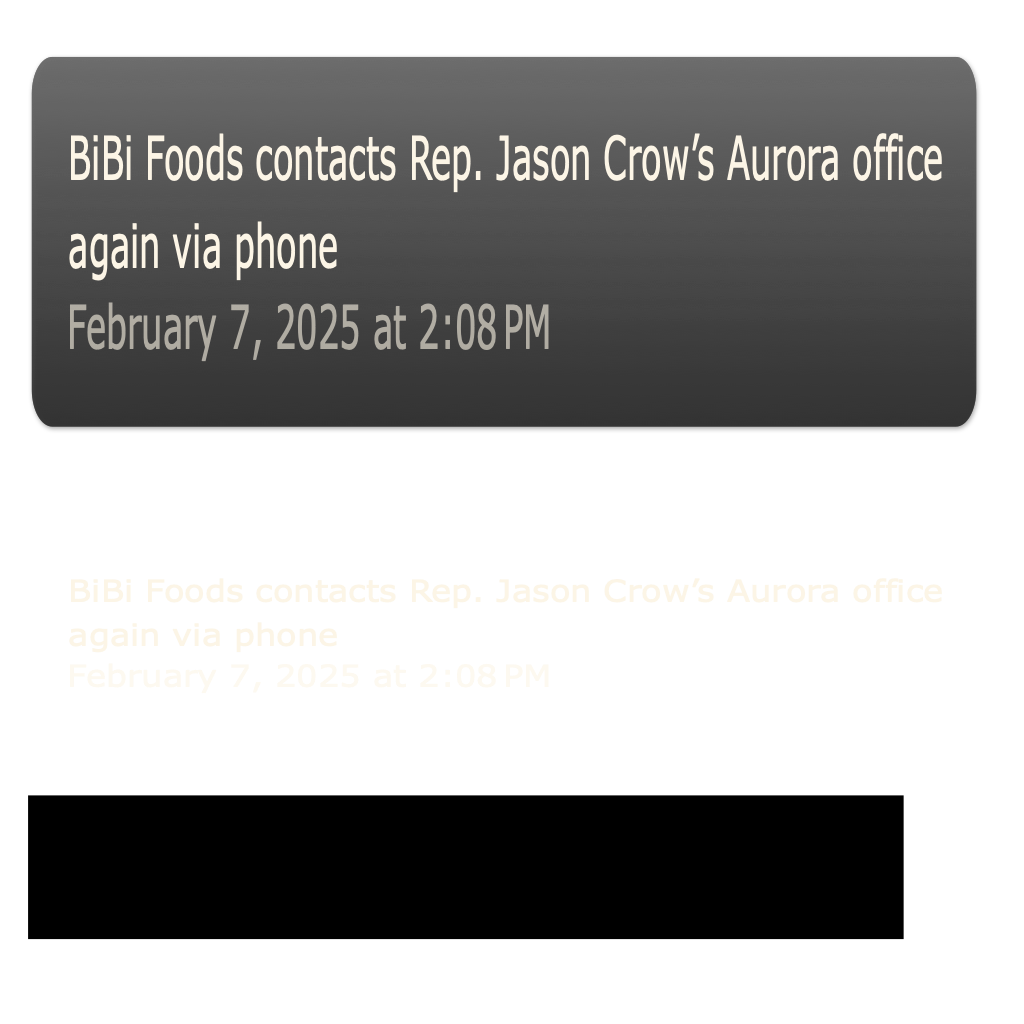 BiBi Foods contacts Rep. Jason Crow’s Aurora office
again via phone
February 7, 2025 at 2:08 PM
BiBi Foods contacts Rep. Jason Crow’s Aurora office
again via phone
February 7, 2025 at 2:08 PM